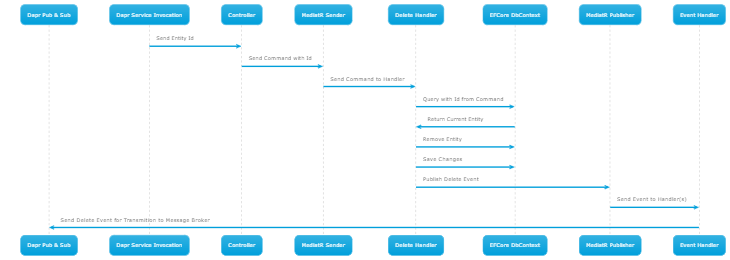 Dapr Pub & Sub
Dapr Service Invocation
Controller
MediatR Sender
Delete Handler
EFCore DbContext
MediatR Publisher
Event Handler
Send Entity Id
Send Command with Id
Send Command to Handler
Query with Id from Command
Return Current Entity
Remove Entity
Save Changes
Publish Delete Event
Send Event to Handler(s)
Send Delete Event for Transmition to Message-Broker
Dapr Pub & Sub
Dapr Service Invocation
Controller
MediatR Sender
Delete Handler
EFCore DbContext
MediatR Publisher
Event Handler